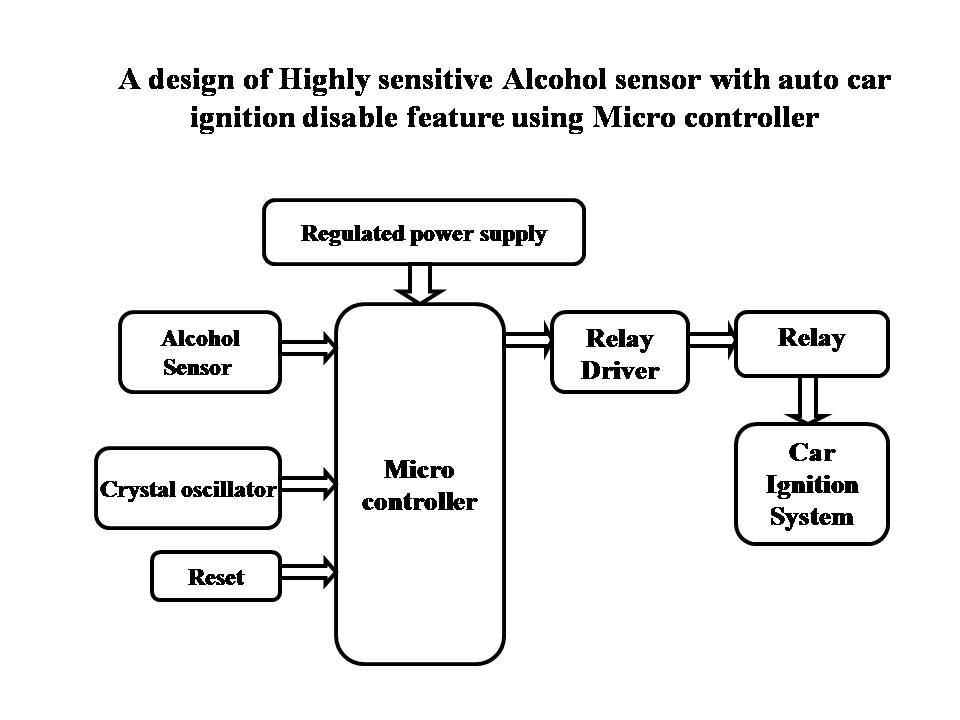 A design of Highly sensitive Alcohol sensor with auto car
ignition disable feature using Micro controller
Regulated power supply
Alcohol
Sensor
Relay
Driver
Relay
Micro
controller
Car
Ignition
System
Crystal oscillator
Reset